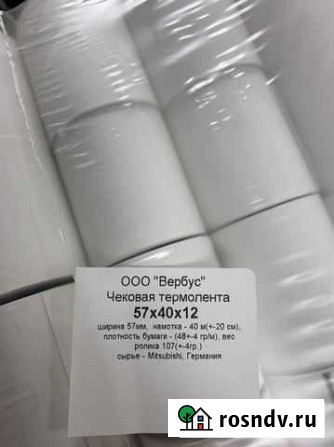 ООО "Вербус"
Чековая термолента
57х40х12
ширина 57мм, намотка - 40 м(+-20 см),
плотность бумаги - (48+-4 гр/м), вес
ролика 107(+-4гр.)
сырье - Mitsubishi, Германия
rosndv.ru